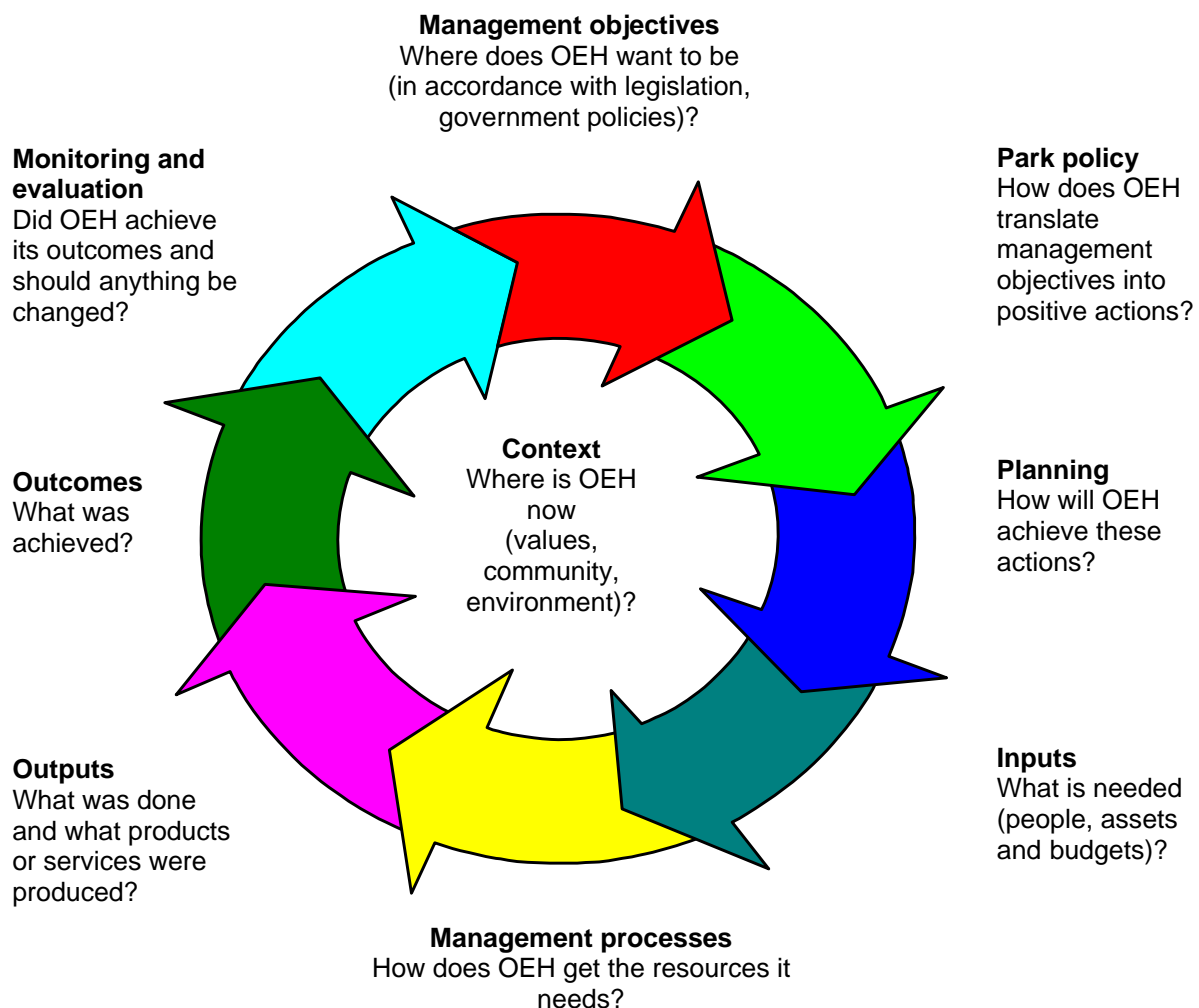 Management objectives
Where does OEH want to be
(in accordance with legislation,
government policies)?
Park policy
How does OEH
translate
management
objectives into
positive actions?
Planning
How will OEH
achieve these
actions?
Inputs
What is needed
(people, assets
and budgets)?
Management processes
How does OEH get the resources it
needs?
Outputs
What was done
and what products
or services were
produced?
Outcomes
What was
achieved?
Monitoring and
evaluation
Did OEH achieve
its outcomes and
should anything be
changed?
Context
Where is OEH
now
(values,
community,
environment)?